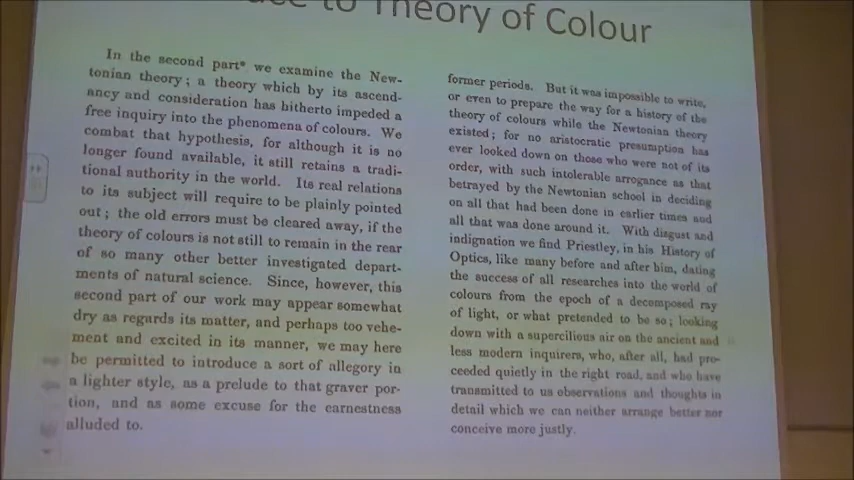 to Theory of Colour
In the second part* we examine the New-
tonian theory; a theory which by its ascend-
ancy and consideration has hitherto impeded a
free inquiry into the phenomena of colours. We
combat that hypothesis, for although it is no
longer found available, it still retains a tradi-
tional authority in the world. Its real relations
to its subject will require to be plainly pointed
out; the old errors must be cleared away, if the
theory of colours is not still to remain in the rear
of so many other better investigated depart-
ments of natural science. Since, however, this
second part of our work may appear somewhat
dry as regards its matter, and perhaps too vehe-
ment and excited in its manner, we may here
be permitted to introduce a sort of allegory in
a lighter style, as a prelude to that graver por-
tion, and as some excuse for the earnestness
alluded to.
former periods. But it was impossible to write,
or even to prepare the way for a history of the
theory of colours while the Newtonian theory
existed; for no aristocratic presumption has
ever looked down on those who were not of its
order, with such intolerable arrogance as that
betrayed by the Newtonian school in deciding
on all that had been done in earlier times and
all that was done around it. With disgust and
indignation we find Priestley, in his History of
Optics, like many before and after him, dating
the success of all researches into the world of
colours from the epoch of a decomposed ray
of light, or what pretended to be so; looking
down with a supercilious air on the ancient and
less modern inquirers, who, after all, had pro-
ceeded quietly in the right road, and who have
transmitted to us observations and thoughts in
detail which we can neither arrange better nor
conceive more justly.